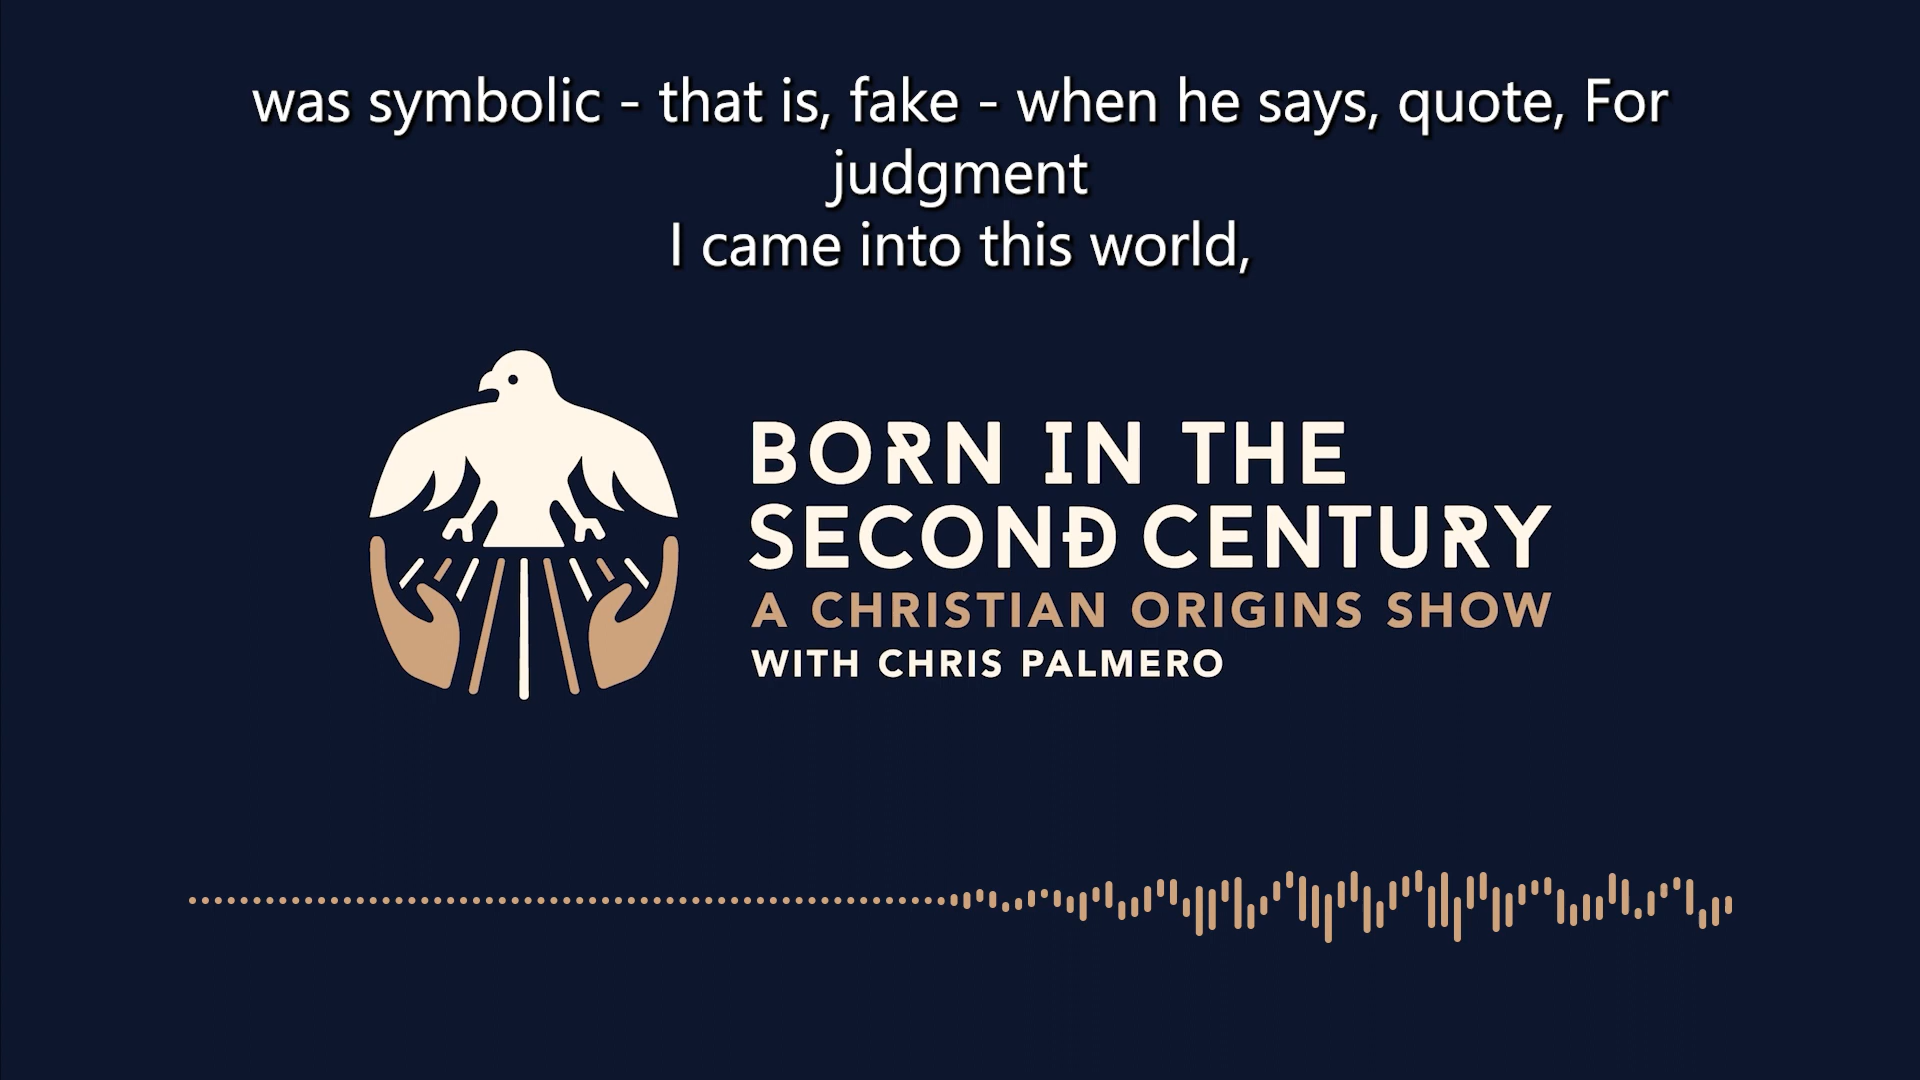 was symbolic - that is, fake - when he says, quote, For
judgment
I came into this world,
BORN IN THE
SECOND CENTURY
A CHRISTIAN ORIGINS SHOW
WITH CHRIS PALMERO